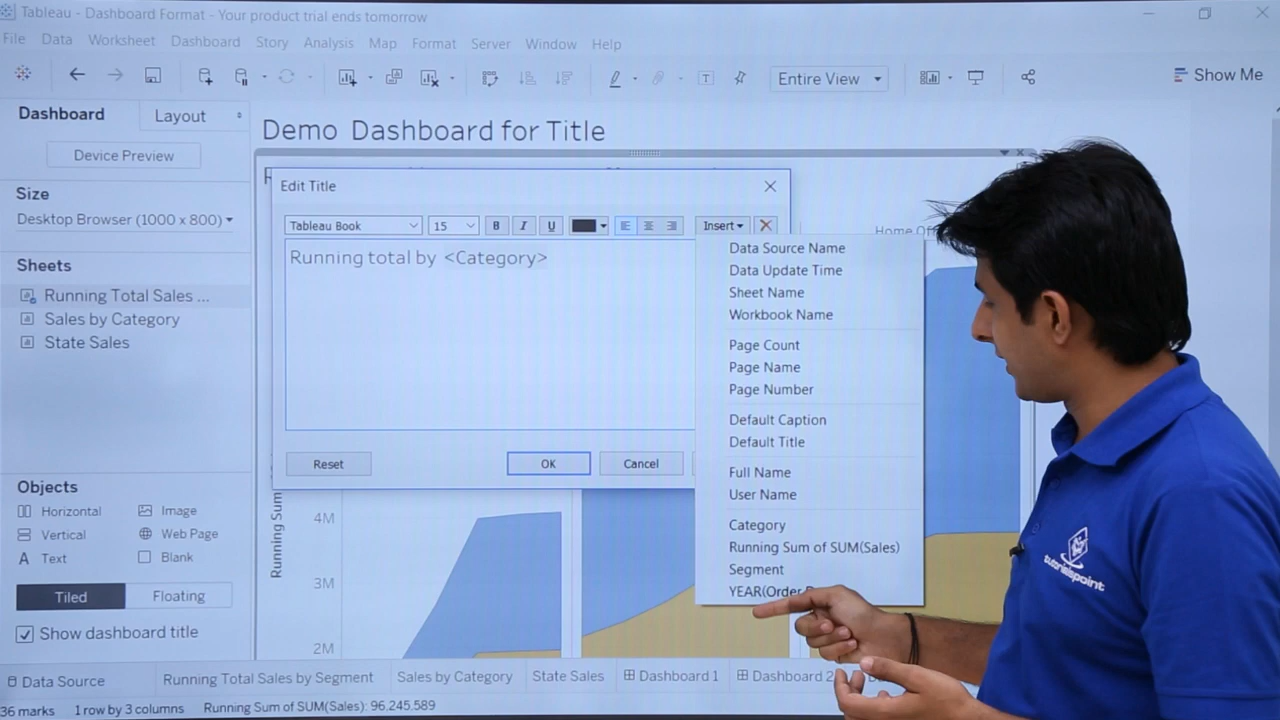 Tableau - Dashboard Format - Your product trial ends tomorrow
File Data Worksheet Dashboard Story Analysis Map Format Server Window Help
Entire View
Show Me
Dashboard Layout
Device Preview
Size
Desktop Browser (1000 x 800)
Sheets
Running Total Sales ...
Sales by Category
State Sales
Objects
Horizontal Image
Vertical Web Page
A Text Blank
Tiled Floating
Show dashboard title
Demo Dashboard for Title
Edit Title
Tableau Book 15 B I U Insert
Running total by <Category>
Reset OK Cancel
Data Source Name
Data Update Time
Sheet Name
Workbook Name
Page Count
Page Name
Page Number
Default Caption
Default Title
Full Name
User Name
Category
Running Sum of SUM(Sales)
Segment
YEAR(Order
Home Of
Running Sum
4M
3M
2M
tutorialspoint
Data Source Running Total Sales by Segment Sales by Category State Sales Dashboard 1 Dashboard 2
36 marks 1 row by 3 columns Running Sum of SUM(Sales): 96,245,589